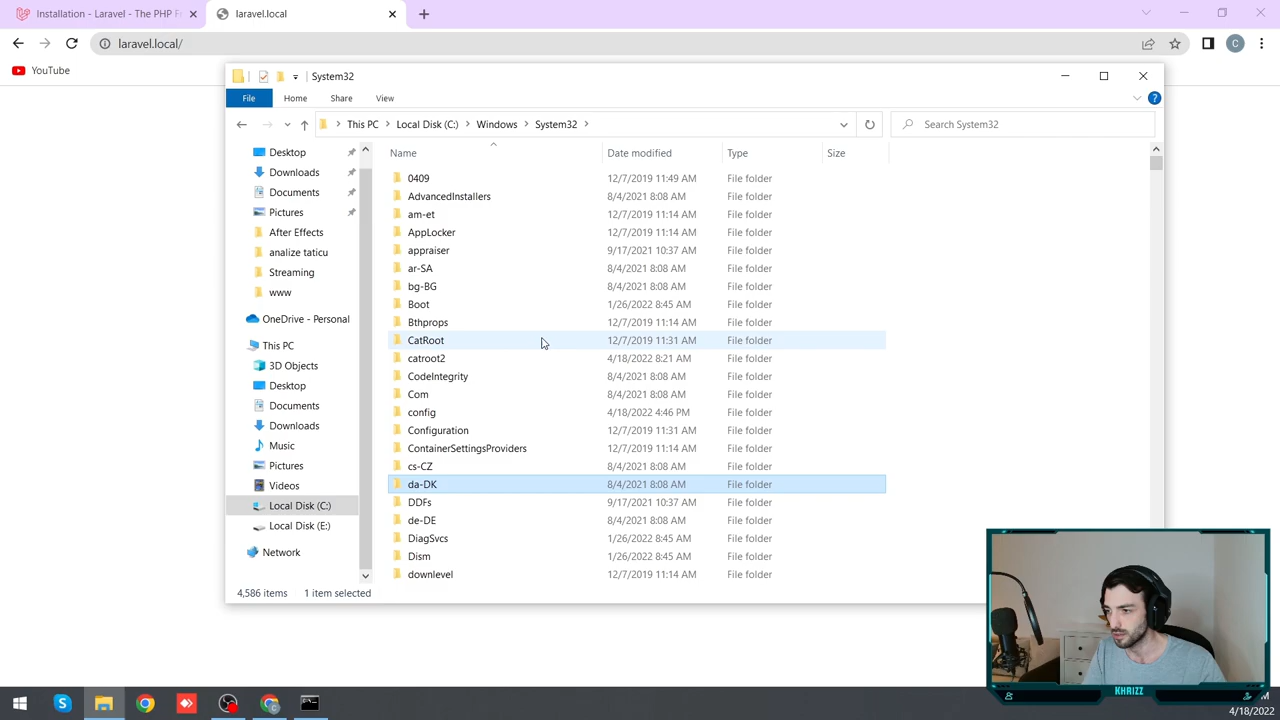 Installation - Laravel - The PHP F
laravel.local
laravel.local/
C
YouTube
System32
File
Home
Share
View
This PC
Local Disk (C:)
Windows
System32
Search System32
Name
Date modified
Type
Size
Desktop
Downloads
Documents
Pictures
After Effects
analize taticu
Streaming
www
OneDrive - Personal
This PC
3D Objects
Desktop
Documents
Downloads
Music
Pictures
Videos
Local Disk (C:)
Local Disk (E:)
Network
0409 12/7/2019 11:49 AM File folder
AdvancedInstallers 8/4/2021 8:08 AM File folder
am-et 12/7/2019 11:14 AM File folder
AppLocker 12/7/2019 11:14 AM File folder
appraiser 9/17/2021 10:37 AM File folder
ar-SA 8/4/2021 8:08 AM File folder
bg-BG 8/4/2021 8:08 AM File folder
Boot 1/26/2022 8:45 AM File folder
Bthprops 12/7/2019 11:14 AM File folder
CatRoot 12/7/2019 11:31 AM File folder
catroot2 4/18/2022 8:21 AM File folder
CodeIntegrity 8/4/2021 8:08 AM File folder
Com 8/4/2021 8:08 AM File folder
config 4/18/2022 4:46 PM File folder
Configuration 12/7/2019 11:31 AM File folder
ContainerSettingsProviders 12/7/2019 11:14 AM File folder
cs-CZ 8/4/2021 8:08 AM File folder
da-DK 8/4/2021 8:08 AM File folder
DDFs 9/17/2021 10:37 AM File folder
de-DE 8/4/2021 8:08 AM File folder
DiagSvcs 1/26/2022 8:45 AM File folder
Dism 1/26/2022 8:45 AM File folder
downlevel 12/7/2019 11:14 AM File folder
4,586 items 1 item selected
KHRIZZ
M
4/18/2022